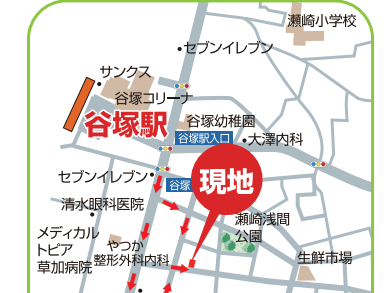 瀬崎小学校
セブンイレブン
サンクス
谷塚コリーナ
谷塚駅
谷塚幼稚園
谷塚駅入口
大澤内科
セブンイレブン
谷塚
現地
清水眼科医院
瀬崎浅間
公園
メディカル
トピア
草加病院
やつか
整形外科内科
生鮮市場